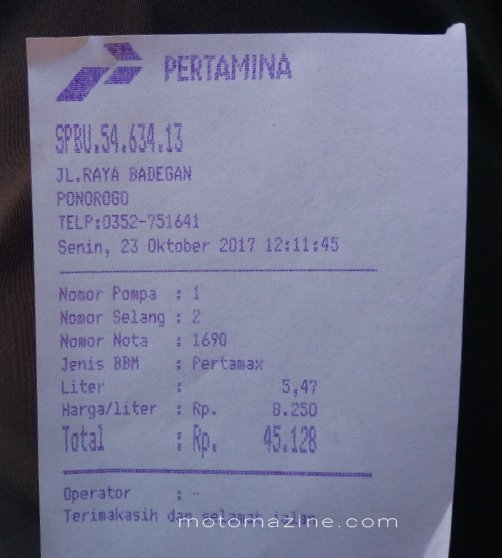 PERTAMINA
SPBU.54.634.13
JL.RAYA BADEGAN
PONOROGO
TELP:0352-751641
Senin, 23 Oktober 2017 12:11:45
Nomor Pompa : 1
Nomor Selang : 2
Nomor Nota : 1690
Jenis BBM : Pertamax
Liter : 5,47
Harga/liter : Rp. 8.250
Total : Rp. 45.128
Operator : -
Terimakasih dan selamat jalan
motomazine.com